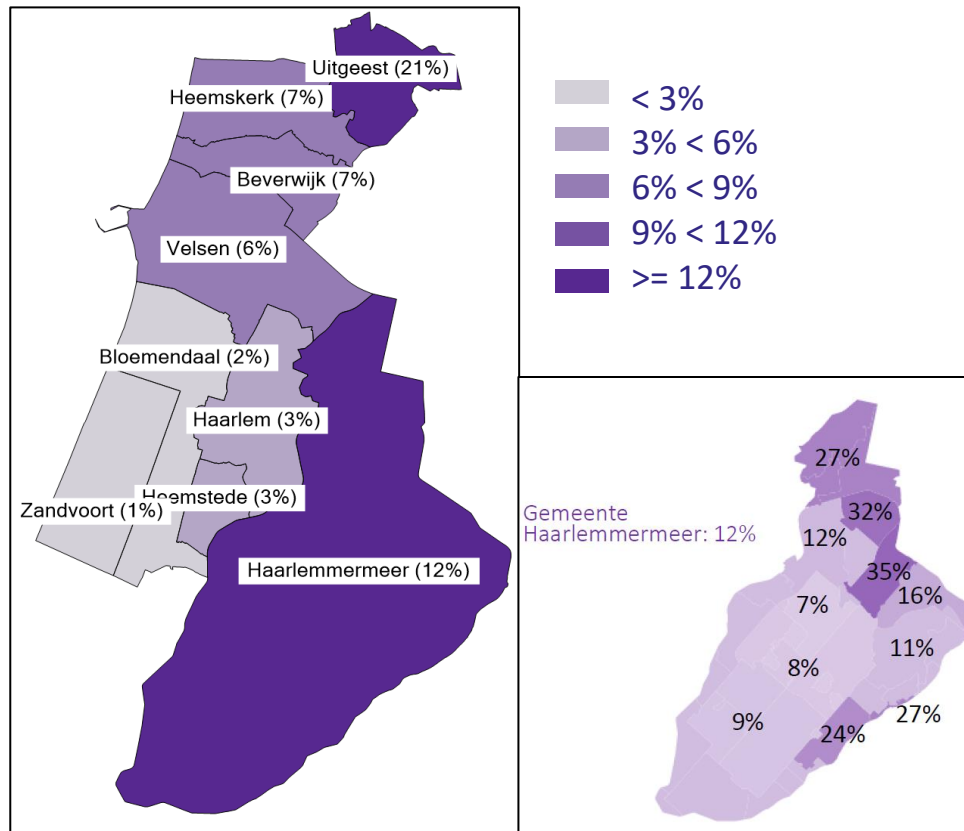 Uitgeest (21%)
Heemskerk (7%)
Beverwijk (7%)
Velsen (6%)
Bloemendaal (2%)
Haarlem (3%)
Heemstede (3%)
Zandvoort (1%)
Haarlemmermeer (12%)
< 3%
3% < 6%
6% < 9%
9% < 12%
>= 12%
Gemeente
Haarlemmermeer: 12%
27%
32%
12%
35%
16%
7%
11%
8%
27%
9%
24%